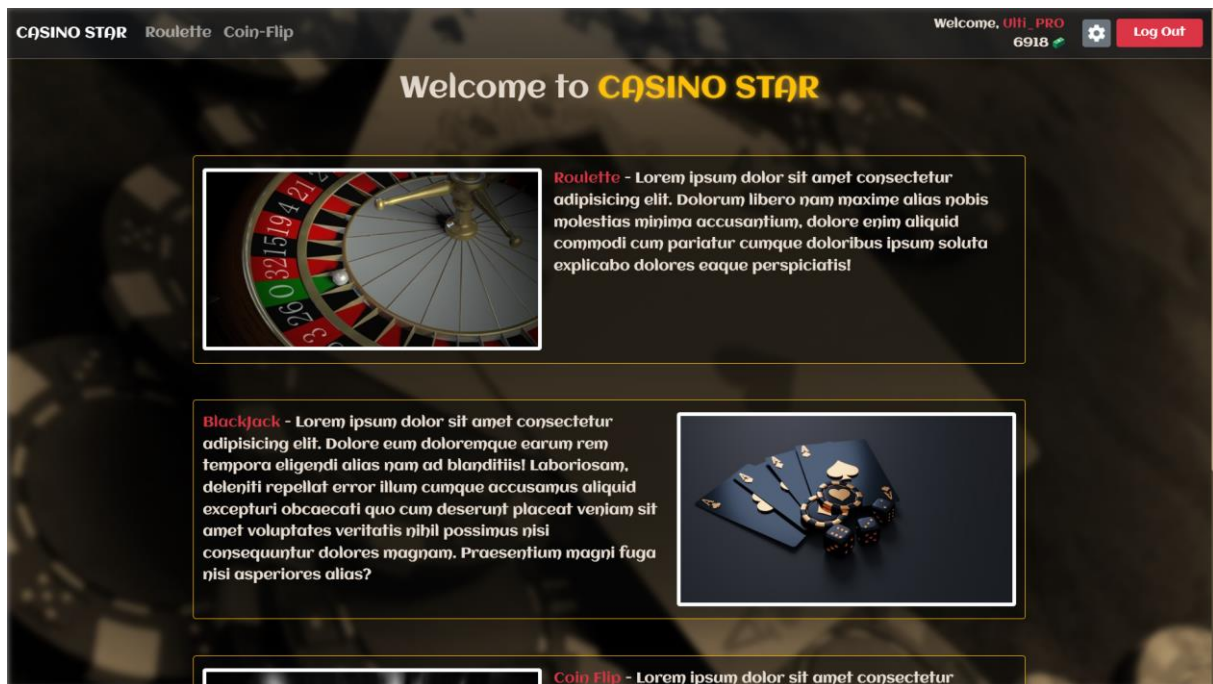 CASINO STAR Roulette Coin-Flip
Welcome, Ulti_PRO
6918
Log Out
Welcome to CASINO STAR
Roulette - Lorem ipsum dolor sit amet consectetur
adipisicing elit. Dolorum libero nam maxime alias nobis
molestias minima accusantium, dolore enim aliquid
commodi cum pariatur cumque doloribus ipsum soluta
explicabo dolores eaque perspiciatis!
BlackJack - Lorem ipsum dolor sit amet consectetur
adipisicing elit. Dolore eum doloremque earum rem
tempora eligendi alias nam ad blanditiis! Laboriosam,
deleniti repellat error illum cumque accusamus aliquid
excepturi obcaecati quo cum deserunt placeat veniam sit
amet voluptates veritatis nihil possimus nisi
consequuntur dolores magnam. Praesentium magni fuga
nisi asperiores alias?
Coin Flip - Lorem ipsum dolor sit amet consectetur